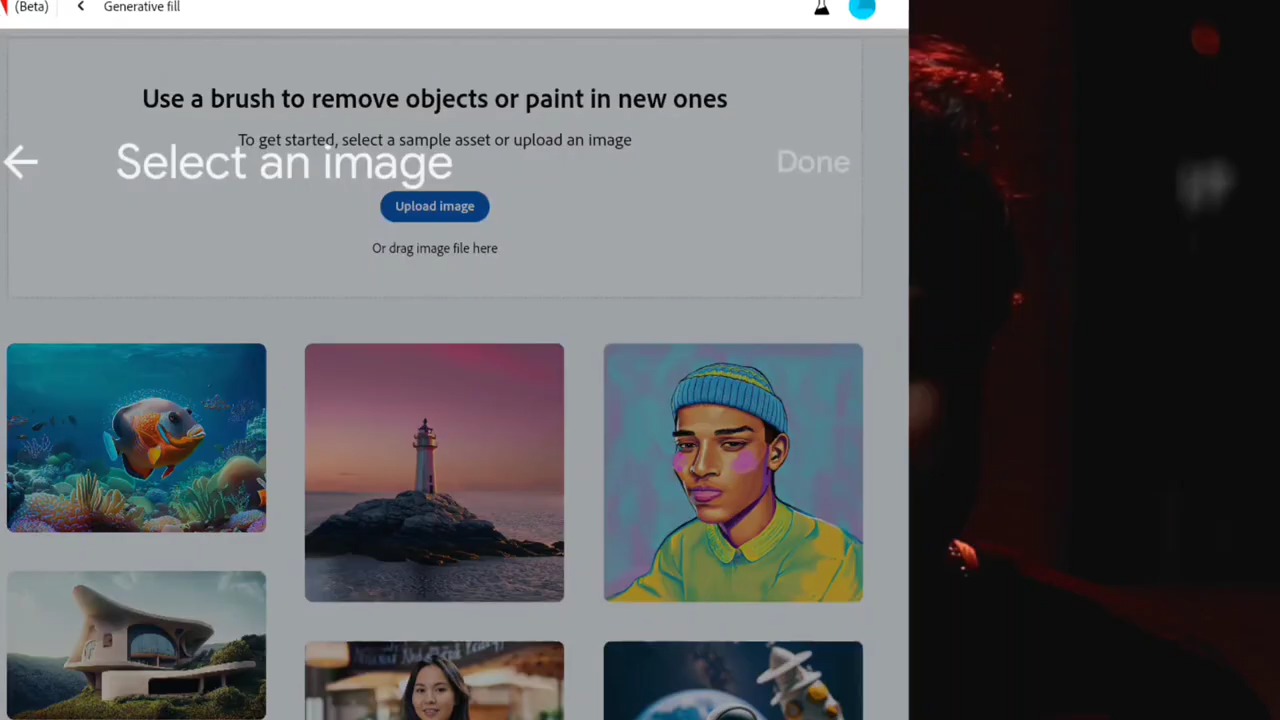 (Beta)
Generative fill
Use a brush to remove objects or paint in new ones
To get started, select a sample asset or upload an image
Select an image
Done
Upload image
Or drag image file here